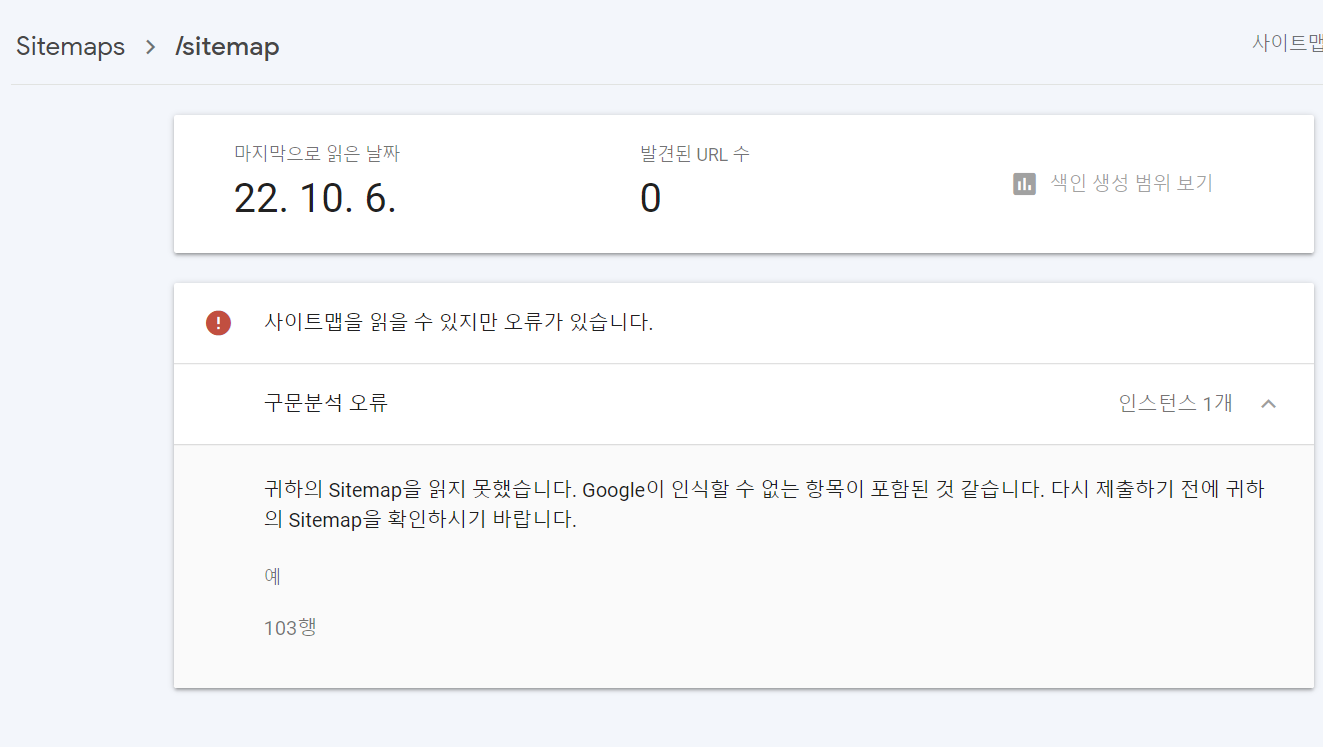 Sitemaps > /sitemap
사이트맵
마지막으로 읽은 날짜
발견된 URL 수
22. 10. 6.
0
색인 생성 범위 보기
사이트맵을 읽을 수 있지만 오류가 있습니다.
구문분석 오류
인스턴스 1개
귀하의 Sitemap을 읽지 못했습니다. Google이 인식할 수 없는 항목이 포함된 것 같습니다. 다시 제출하기 전에 귀하
의 Sitemap을 확인하시기 바랍니다.
예
103행